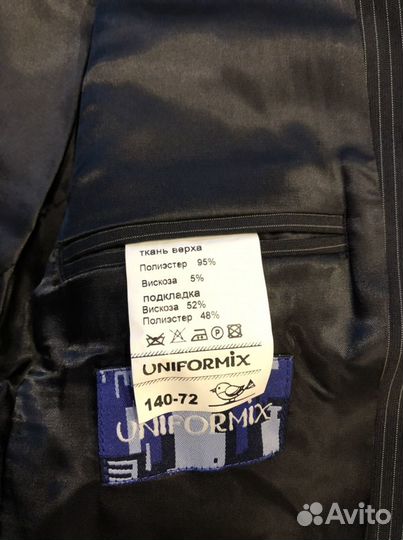 ткань верха
Полиэстер 95%
Вискоза 5%
подкладка
Вискоза 52%
Полиэстер 48%
UNIFORMIX
140-72
UNIFORMIX
Avito